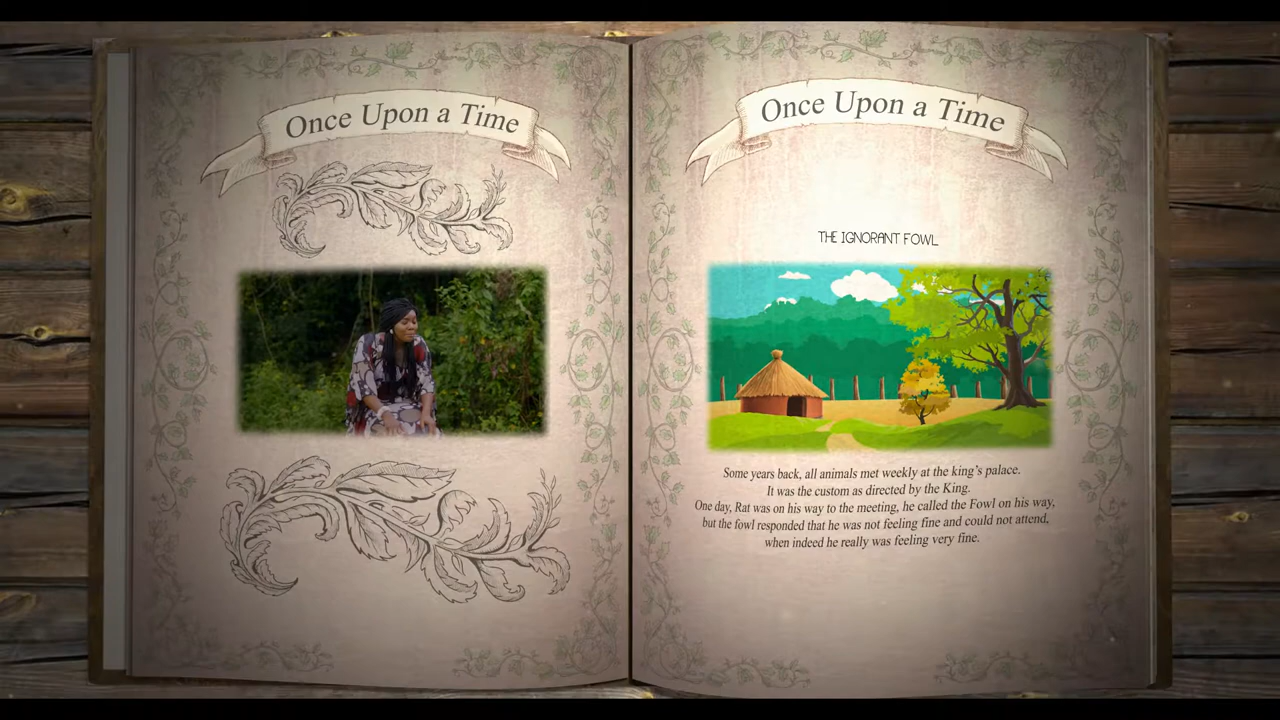 Once Upon a Time
Once Upon a Time
THE IGNORANT FOWL
Some years back, all animals met weekly at the king's palace.
It was the custom as directed by the King.
One day, Rat was on his way to the meeting, he called the Fowl on his way,
but the fowl responded that he was not feeling fine and could not attend,
when indeed he really was feeling very fine.